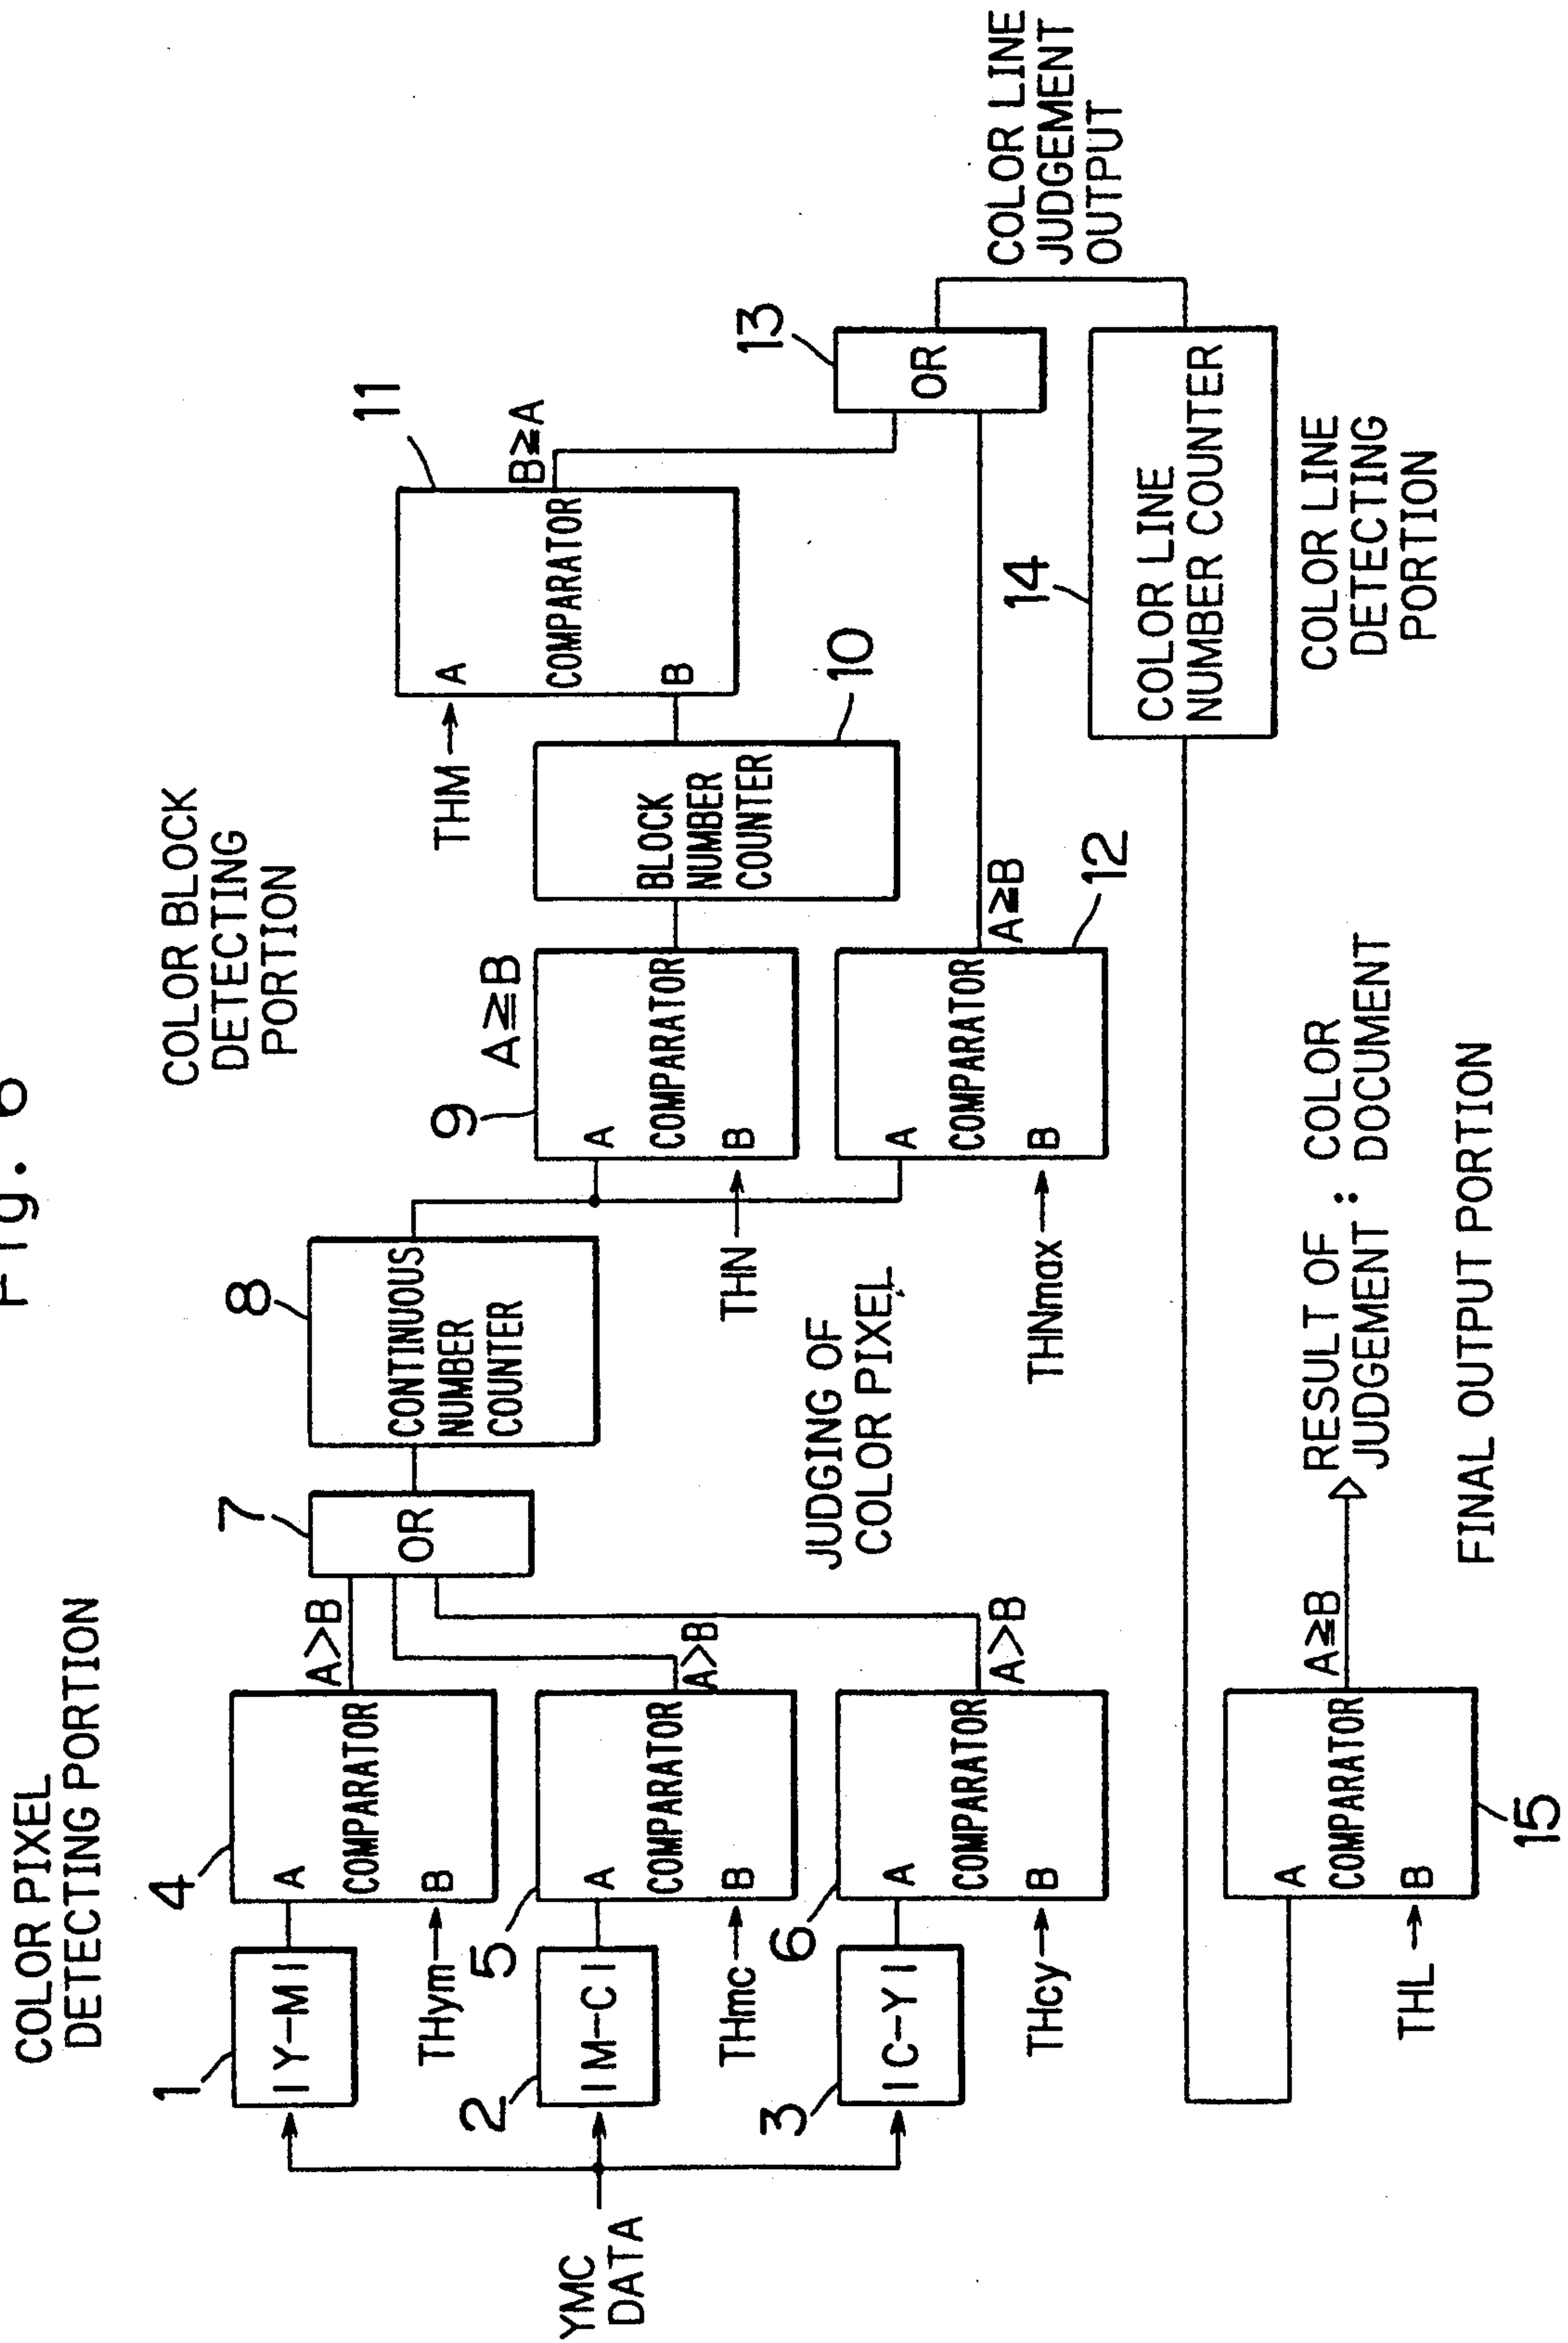 Fig. 6
COLOR PIXEL
DETECTING PORTION
COLOR BLOCK
DETECTING
PORTION
YMC
DATA
1
|Y-M|
4
A
COMPARATOR
B
THym
A>B
2
|M-C|
5
A
COMPARATOR
B
THmc
A>B
3
|C-Y|
6
A
COMPARATOR
B
THcy
A>B
7
OR
8
CONTINUOUS
NUMBER
COUNTER
JUDGING OF
COLOR PIXEL
9
A
COMPARATOR
B
THN
A≧B
10
BLOCK
NUMBER
COUNTER
11
THM
A
COMPARATOR
B
B≧A
12
A
COMPARATOR
B
THNmax
A≧B
13
OR
COLOR LINE
JUDGEMENT
OUTPUT
14
COLOR LINE
NUMBER COUNTER
COLOR LINE
DETECTING
PORTION
15
A
COMPARATOR
B
THL
A≧B
RESULT OF : COLOR
JUDGEMENT : DOCUMENT
FINAL OUTPUT PORTION